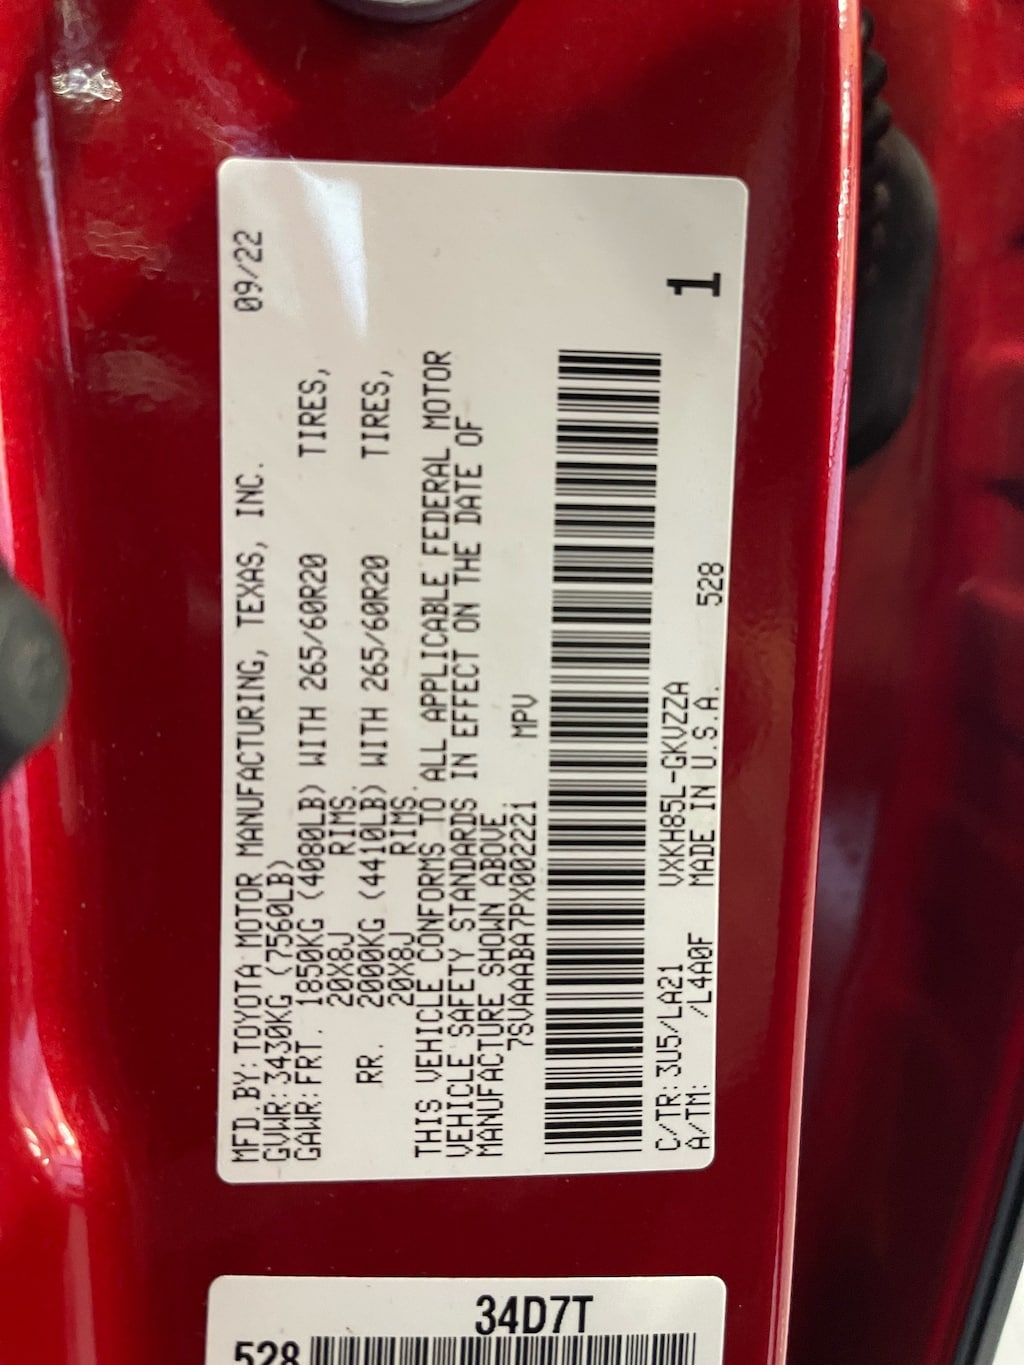 MFD.BY:TOYOTA MOTOR MANUFACTURING, TEXAS, INC. 09/22
GVWR:3430KG (7560LB)
GAWR:FRT. 1850KG (4080LB) WITH 265/60R20 TIRES,
20X8J RIMS.
RR. 2000KG (4410LB) WITH 265/60R20 TIRES,
20X8J RIMS.
THIS VEHICLE CONFORMS TO ALL APPLICABLE FEDERAL MOTOR
VEHICLE SAFETY STANDARDS IN EFFECT ON THE DATE OF
MANUFACTURE SHOWN ABOVE.
7SVAAABA7PX002221 MPV
C/TR:3U5/LA21 VXKH85L-GKVZZA 1
A/TM: /L4A0F MADE IN U.S.A. 528
34D7T
528